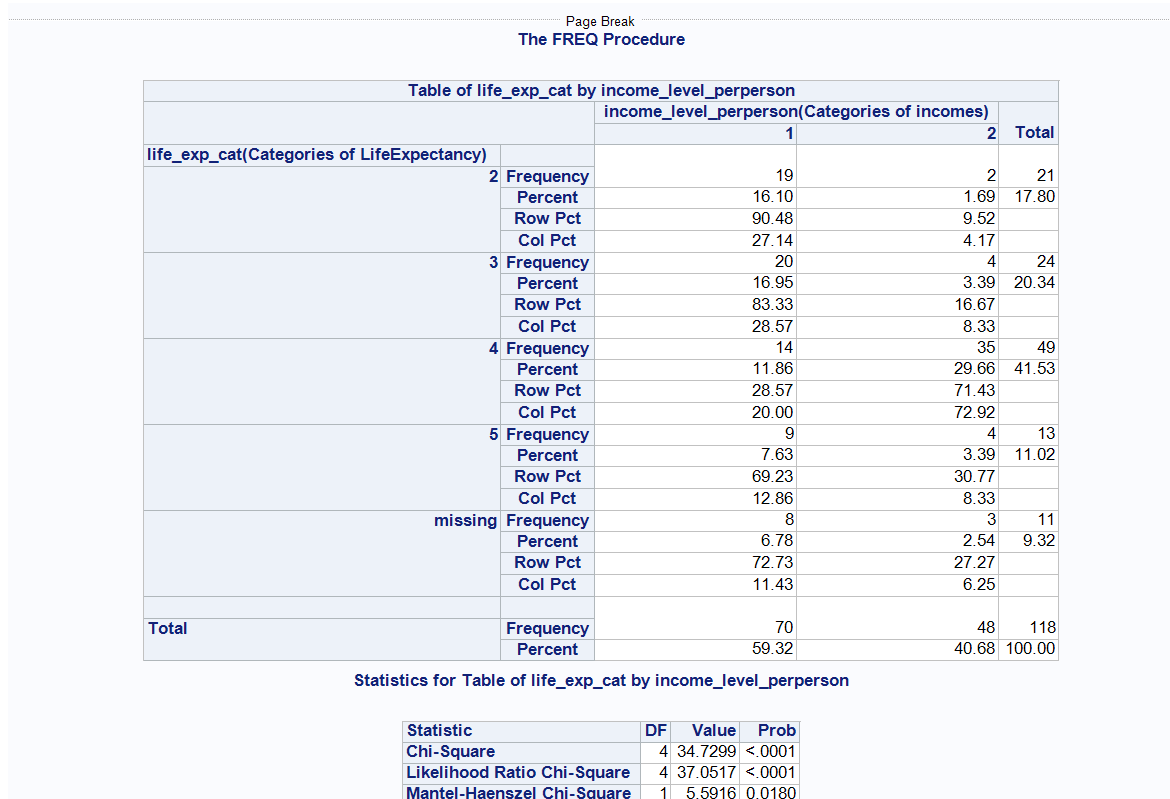 Page Break
The FREQ Procedure
Table of life_exp_cat by income_level_perperson
income_level_perperson(Categories of incomes)
1 2 Total
life_exp_cat(Categories of LifeExpectancy)
2 Frequency 19 2 21
Percent 16.10 1.69 17.80
Row Pct 90.48 9.52
Col Pct 27.14 4.17
3 Frequency 20 4 24
Percent 16.95 3.39 20.34
Row Pct 83.33 16.67
Col Pct 28.57 8.33
4 Frequency 14 35 49
Percent 11.86 29.66 41.53
Row Pct 28.57 71.43
Col Pct 20.00 72.92
5 Frequency 9 4 13
Percent 7.63 3.39 11.02
Row Pct 69.23 30.77
Col Pct 12.86 8.33
missing Frequency 8 3 11
Percent 6.78 2.54 9.32
Row Pct 72.73 27.27
Col Pct 11.43 6.25
Total Frequency 70 48 118
Percent 59.32 40.68 100.00
Statistics for Table of life_exp_cat by income_level_perperson
Statistic DF Value Prob
Chi-Square 4 34.7299 <.0001
Likelihood Ratio Chi-Square 4 37.0517 <.0001
Mantel-Haenszel Chi-Square 1 5.5916 0.0180